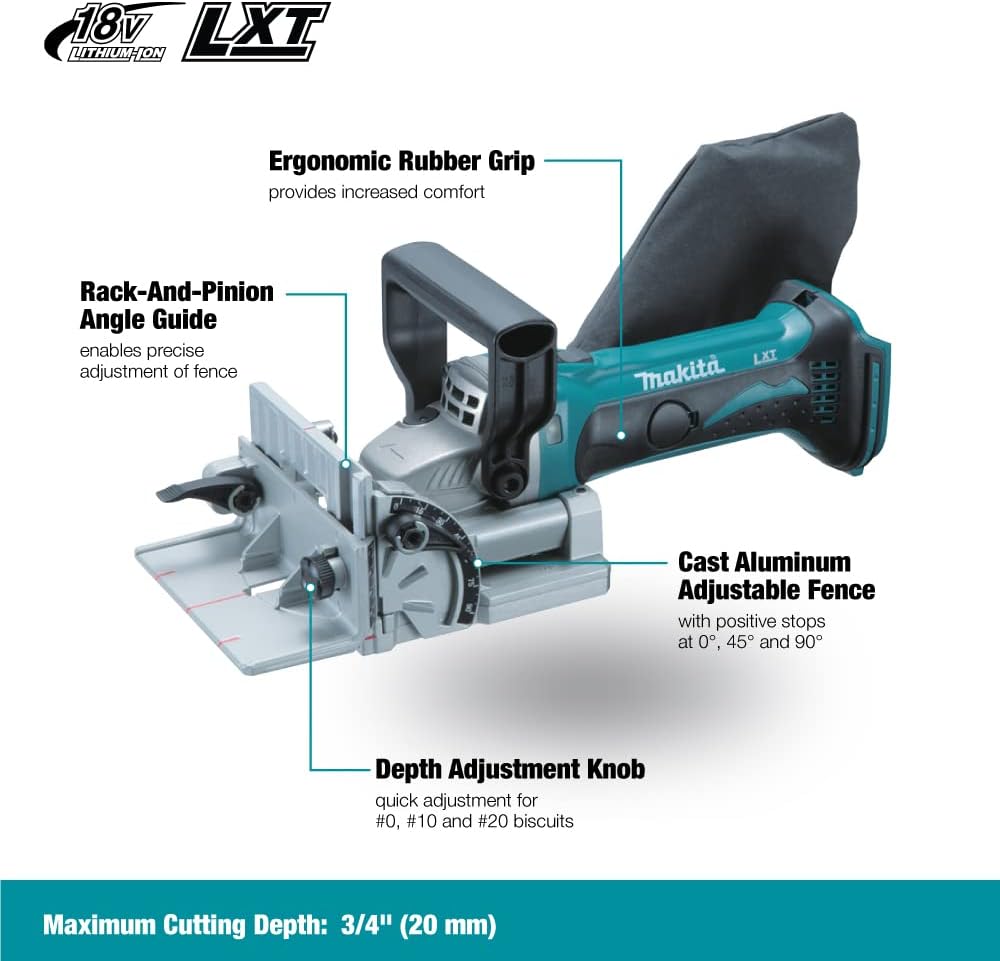 18V
LITHIUM-ION
LXT
Ergonomic Rubber Grip
provides increased comfort
Rack-And-Pinion
Angle Guide
enables precise
adjustment of fence
makita
LXT
Cast Aluminum
Adjustable Fence
with positive stops
at 0°, 45° and 90°
Depth Adjustment Knob
quick adjustment for
#0, #10 and #20 biscuits
Maximum Cutting Depth: 3/4" (20 mm)